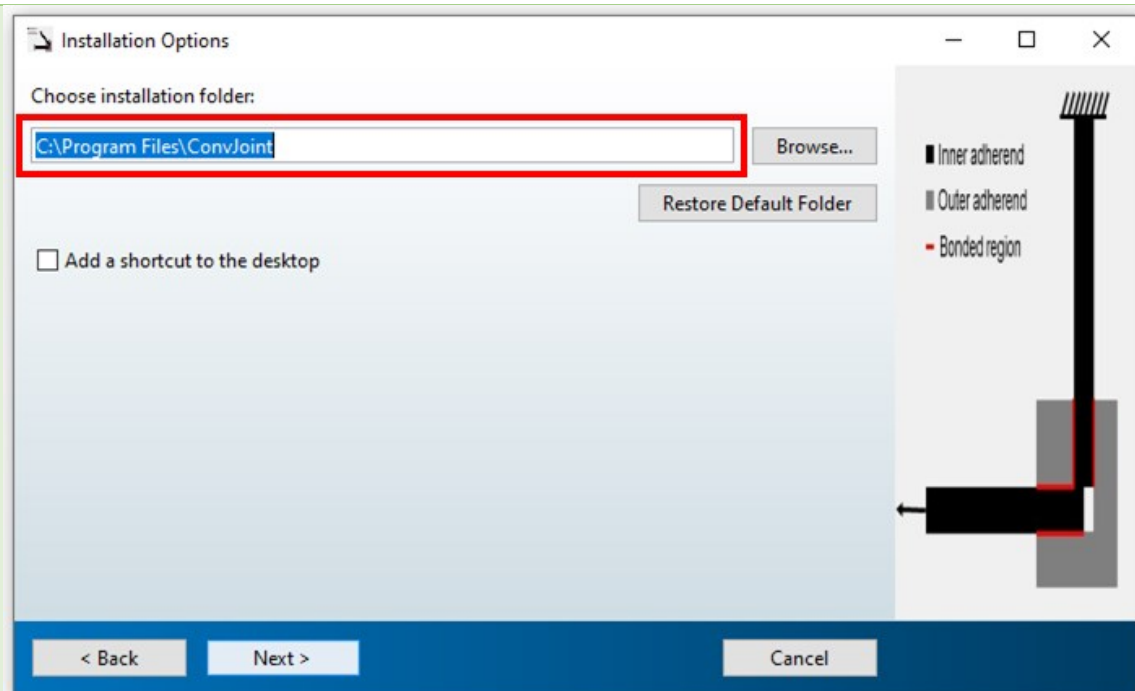 Installation Options
Choose installation folder:
C:\Program Files\ConvJoint
Browse...
Restore Default Folder
Add a shortcut to the desktop
Inner adherend
Outer adherend
Bonded region
< Back
Next >
Cancel